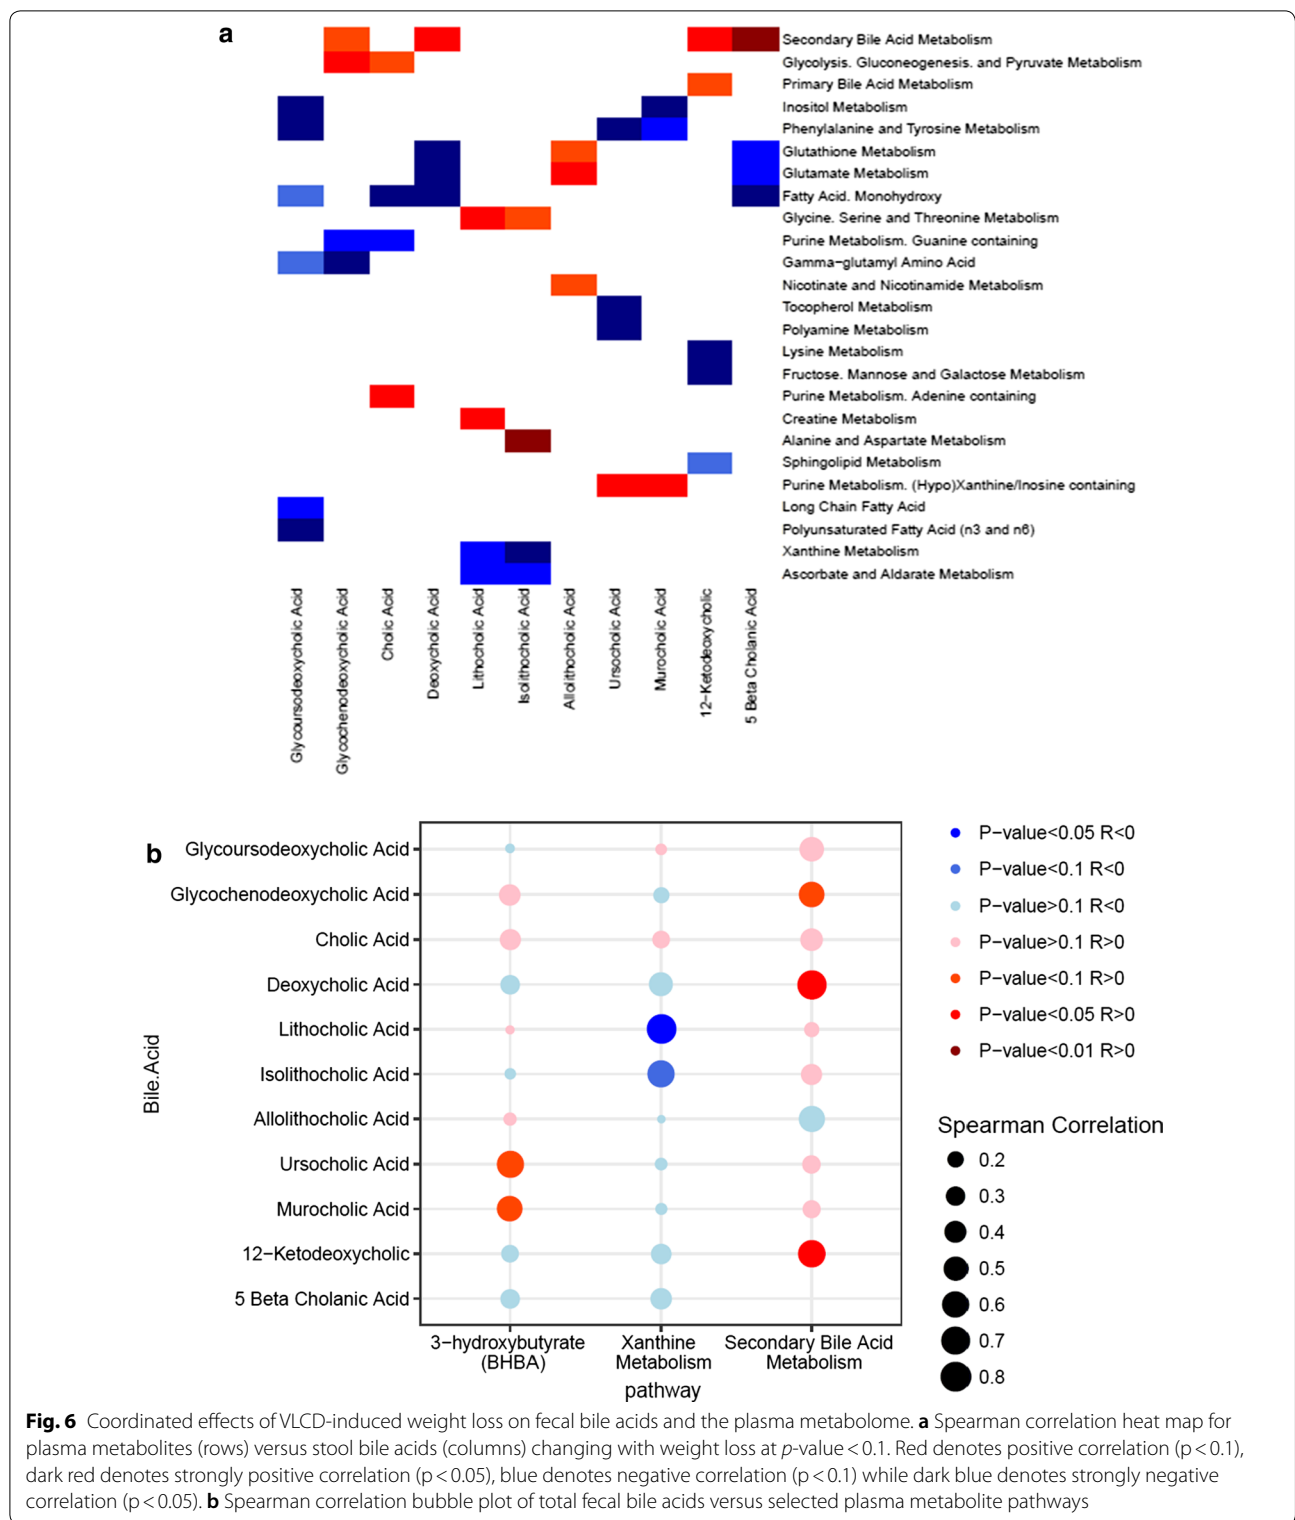 a
Secondary Bile Acid Metabolism
Glycolysis. Gluconeogenesis. and Pyruvate Metabolism
Primary Bile Acid Metabolism
Inositol Metabolism
Phenylalanine and Tyrosine Metabolism
Glutathione Metabolism
Glutamate Metabolism
Fatty Acid. Monohydroxy
Glycine. Serine and Threonine Metabolism
Purine Metabolism. Guanine containing
Gamma−glutamyl Amino Acid
Nicotinate and Nicotinamide Metabolism
Tocopherol Metabolism
Polyamine Metabolism
Lysine Metabolism
Fructose. Mannose and Galactose Metabolism
Purine Metabolism. Adenine containing
Creatine Metabolism
Alanine and Aspartate Metabolism
Sphingolipid Metabolism
Purine Metabolism. (Hypo)Xanthine/Inosine containing
Long Chain Fatty Acid
Polyunsaturated Fatty Acid (n3 and n6)
Xanthine Metabolism
Ascorbate and Aldarate Metabolism
Glycoursodeoxycholic Acid
Glycochenodeoxycholic Acid
Cholic Acid
Deoxycholic Acid
Lithocholic Acid
Isolithocholic Acid
Allolithocholic Acid
Ursocholic Acid
Murocholic Acid
12−Ketodeoxycholic
5 Beta Cholanic Acid
b
Bile.Acid
Glycoursodeoxycholic Acid
Glycochenodeoxycholic Acid
Cholic Acid
Deoxycholic Acid
Lithocholic Acid
Isolithocholic Acid
Allolithocholic Acid
Ursocholic Acid
Murocholic Acid
12−Ketodeoxycholic
5 Beta Cholanic Acid
3−hydroxybutyrate
(BHBA)
Xanthine
Metabolism
Secondary Bile Acid
Metabolism
pathway
P−value<0.05 R<0
P−value<0.1 R<0
P−value>0.1 R<0
P−value>0.1 R>0
P−value<0.1 R>0
P−value<0.05 R>0
P−value<0.01 R>0
Spearman Correlation
0.2
0.3
0.4
0.5
0.6
0.7
0.8
Fig. 6 Coordinated effects of VLCD-induced weight loss on fecal bile acids and the plasma metabolome. a Spearman correlation heat map for
plasma metabolites (rows) versus stool bile acids (columns) changing with weight loss at p-value < 0.1. Red denotes positive correlation (p < 0.1),
dark red denotes strongly positive correlation (p < 0.05), blue denotes negative correlation (p < 0.1) while dark blue denotes strongly negative
correlation (p < 0.05). b Spearman correlation bubble plot of total fecal bile acids versus selected plasma metabolite pathways